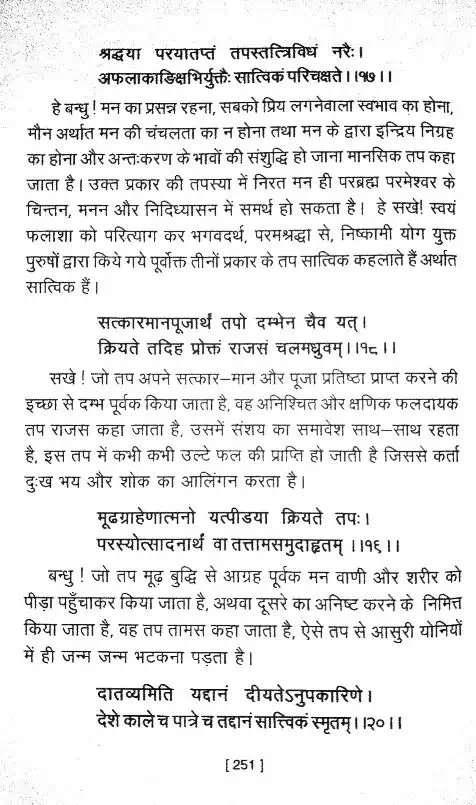 श्रद्धया परयातप्तं तपस्तत्त्रिविधं नरैः।
अफलाकाङिक्षभिर्युक्तैः सात्विकं परिचक्षते।।१७।।
हे बन्धु ! मन का प्रसन्न रहना, सबको प्रिय लगनेवाला स्वभाव का होना,
मौन अर्थात मन की चंचलता का न होना तथा मन के द्वारा इन्द्रिय निग्रह
का होना और अन्तःकरण के भावों की संशुद्धि हो जाना मानसिक तप कहा
जाता है। उक्त प्रकार की तपस्या में निरत मन ही परब्रह्म परमेश्वर के
चिन्तन, मनन और निदिध्यासन में समर्थ हो सकता है। हे सखे! स्वयं
फलाशा को परित्याग कर भगवदर्थ, परमश्रद्धा से, निष्कामी योग युक्त
पुरुषों द्वारा किये गये पूर्वोक्त तीनों प्रकार के तप सात्विक कहलाते हैं अर्थात
सात्विक हैं।
सत्कारमानपूजार्थं तपो दम्भेन चैव यत्।
क्रियते तदिह प्रोक्तं राजसं चलमध्रुवम्।।१८।।
सखे ! जो तप अपने सत्कार–मान और पूजा प्रतिष्ठा प्राप्त करने की
इच्छा से दम्भ पूर्वक किया जाता है, वह अनिश्चित और क्षणिक फलदायक
तप राजस कहा जाता है, उसमें संशय का समावेश साथ–साथ रहता
है, इस तप में कभी कभी उल्टे फल की प्राप्ति हो जाती है जिससे कर्ता
दुःख भय और शोक का आलिंगन करता है।
मूढग्राहेणात्मनो यत्पीडया क्रियते तपः।
परस्योत्सादनार्थं वा तत्तामसमुदाहृतम्।।१६।।
बन्धु ! जो तप मूढ़ बुद्धि से आग्रह पूर्वक मन वाणी और शरीर को
पीड़ा पहुँचाकर किया जाता है, अथवा दूसरे का अनिष्ट करने के निमित्त
किया जाता है, वह तप तामस कहा जाता है, ऐसे तप से आसुरी योनियों
में ही जन्म जन्म भटकना पड़ता है।
दातव्यमिति यद्दानं दीयतेऽनुपकारिणे।
देशे काले च पात्रे च तद्दानं सात्त्विकं स्मृतम्।।२०।।
[ 251 ]